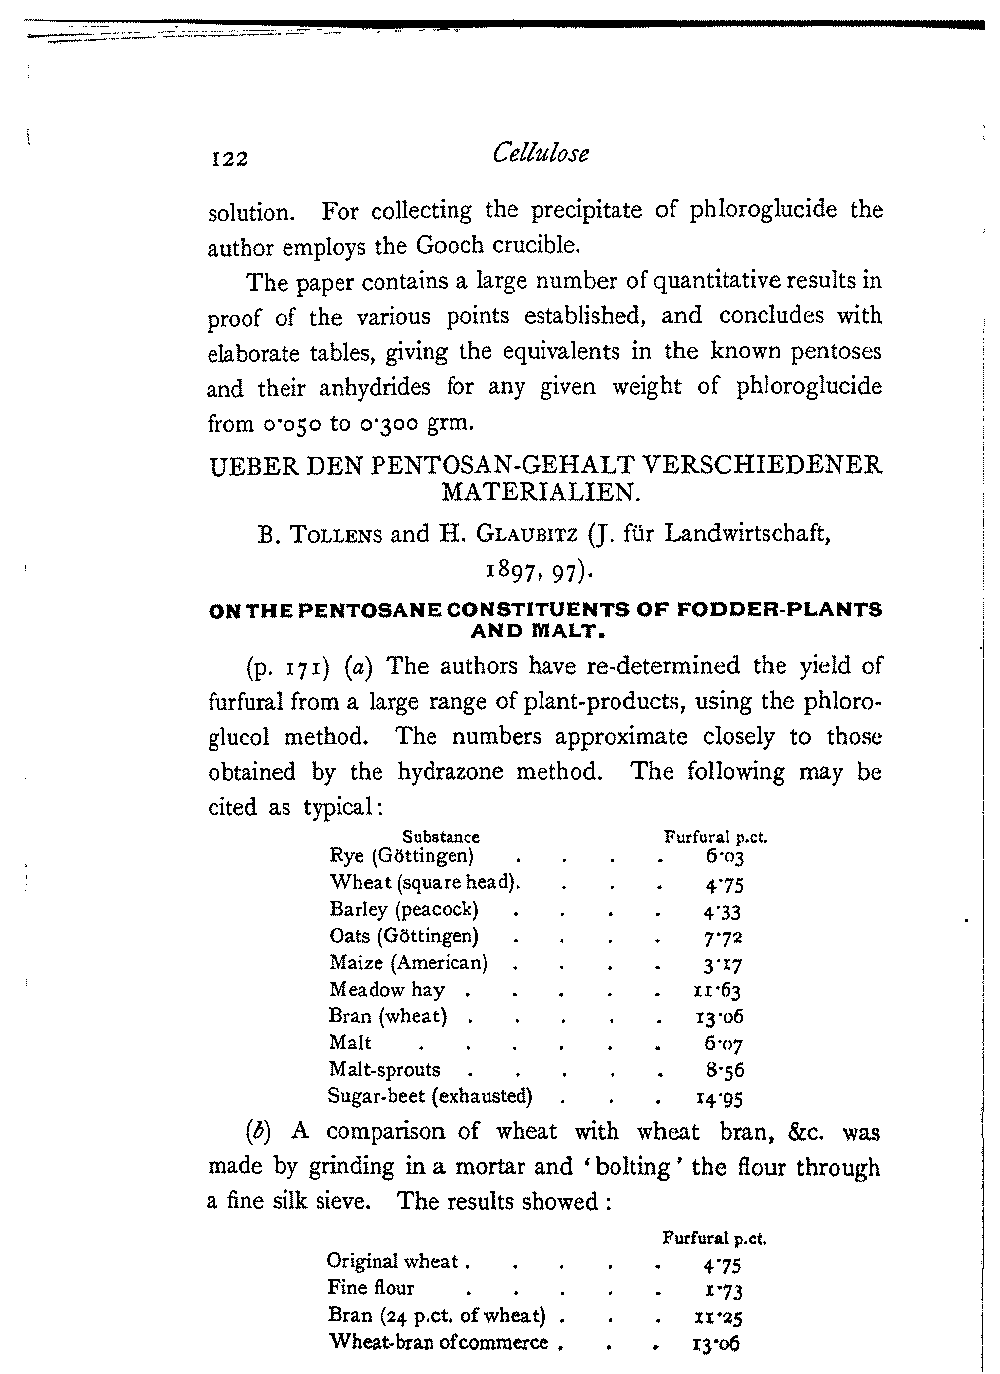 122 Cellulose
solution. For collecting the precipitate of phloroglucide the
author employs the Gooch crucible.
The paper contains a large number of quantitative results in
proof of the various points established, and concludes with
elaborate tables, giving the equivalents in the known pentoses
and their anhydrides for any given weight of phloroglucide
from 0·050 to 0·300 grm.
UEBER DEN PENTOSAN-GEHALT VERSCHIEDENER
MATERIALIEN.
B. TOLLENS and H. GLAUBITZ (J. für Landwirtschaft,
1897, 97).
ON THE PENTOSANE CONSTITUENTS OF FODDER-PLANTS
AND MALT.
(p. 171) (a) The authors have re-determined the yield of
furfural from a large range of plant-products, using the phloro-
glucol method. The numbers approximate closely to those
obtained by the hydrazone method. The following may be
cited as typical:
Substance Furfural p.ct.
Rye (Göttingen) . . . . 6·03
Wheat (square head). . . . 4·75
Barley (peacock) . . . . 4·33
Oats (Göttingen) . . . . 7·72
Maize (American) . . . . 3·17
Meadow hay . . . . . 11·63
Bran (wheat) . . . . . 13·06
Malt . . . . . . 6·07
Malt-sprouts . . . . . 8·56
Sugar-beet (exhausted) . . . 14·95
(b) A comparison of wheat with wheat bran, &c. was
made by grinding in a mortar and ‘bolting’ the flour through
a fine silk sieve. The results showed:
Furfural p.ct.
Original wheat . . . . . 4·75
Fine flour . . . . . 1·73
Bran (24 p.ct. of wheat) . . . 11·25
Wheat-bran of commerce . . . 13·06